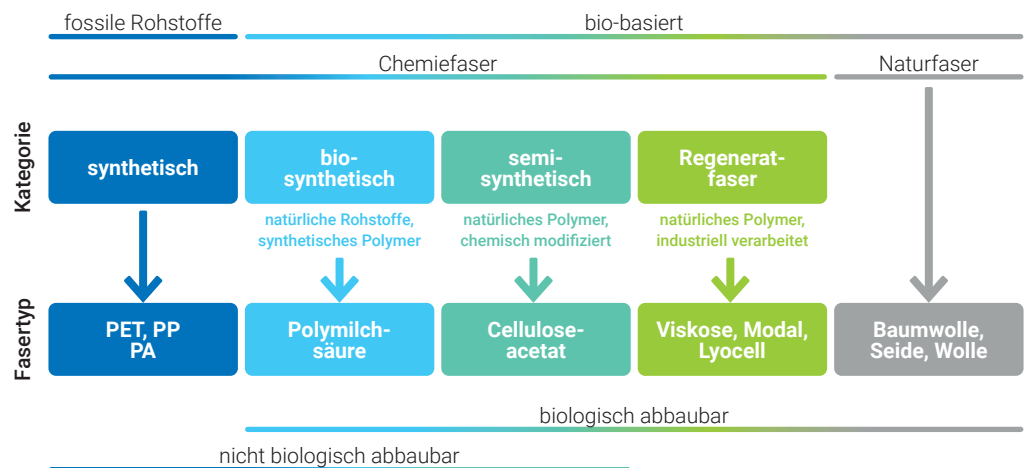 fossile Rohstoffe
bio-basiert
Chemiefaser
Naturfaser
Kategorie
synthetisch
bio-
synthetisch
semi-
synthetisch
Regenerat-
faser
natürliche Rohstoffe,
synthetisches Polymer
natürliches Polymer,
chemisch modifiziert
natürliches Polymer,
industriell verarbeitet
Fasertyp
PET, PP
PA
Polymilch-
säure
Cellulose-
acetat
Viskose, Modal,
Lyocell
Baumwolle,
Seide, Wolle
biologisch abbaubar
nicht biologisch abbaubar